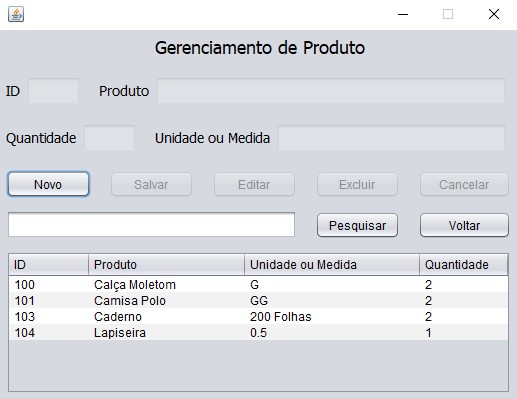 Gerenciamento de Produto
ID Produto
Quantidade Unidade ou Medida
Novo Salvar Editar Excluir Cancelar
Pesquisar Voltar
ID Produto Unidade ou Medida Quantidade
100 Calça Moletom G 2
101 Camisa Polo GG 2
103 Caderno 200 Folhas 2
104 Lapiseira 0.5 1